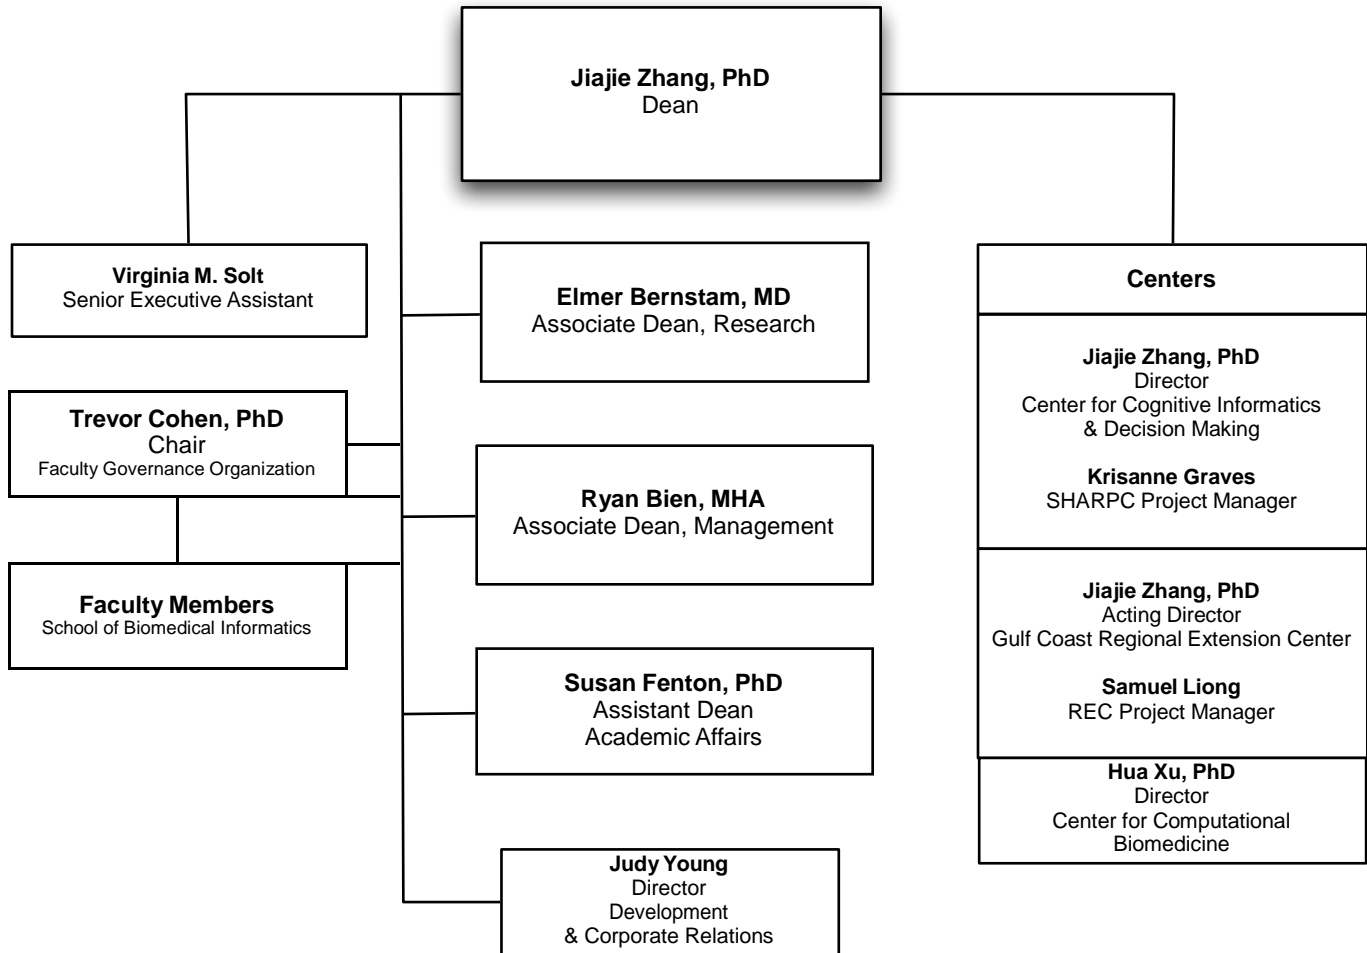 Jiajie Zhang, PhD
Dean
Virginia M. Solt
Senior Executive Assistant
Trevor Cohen, PhD
Chair
Faculty Governance Organization
Faculty Members
School of Biomedical Informatics
Elmer Bernstam, MD
Associate Dean, Research
Ryan Bien, MHA
Associate Dean, Management
Susan Fenton, PhD
Assistant Dean
Academic Affairs
Judy Young
Director
Development
& Corporate Relations
Centers
Jiajie Zhang, PhD
Director
Center for Cognitive Informatics
& Decision Making
Krisanne Graves
SHARPC Project Manager
Jiajie Zhang, PhD
Acting Director
Gulf Coast Regional Extension Center
Samuel Liong
REC Project Manager
Hua Xu, PhD
Director
Center for Computational
Biomedicine